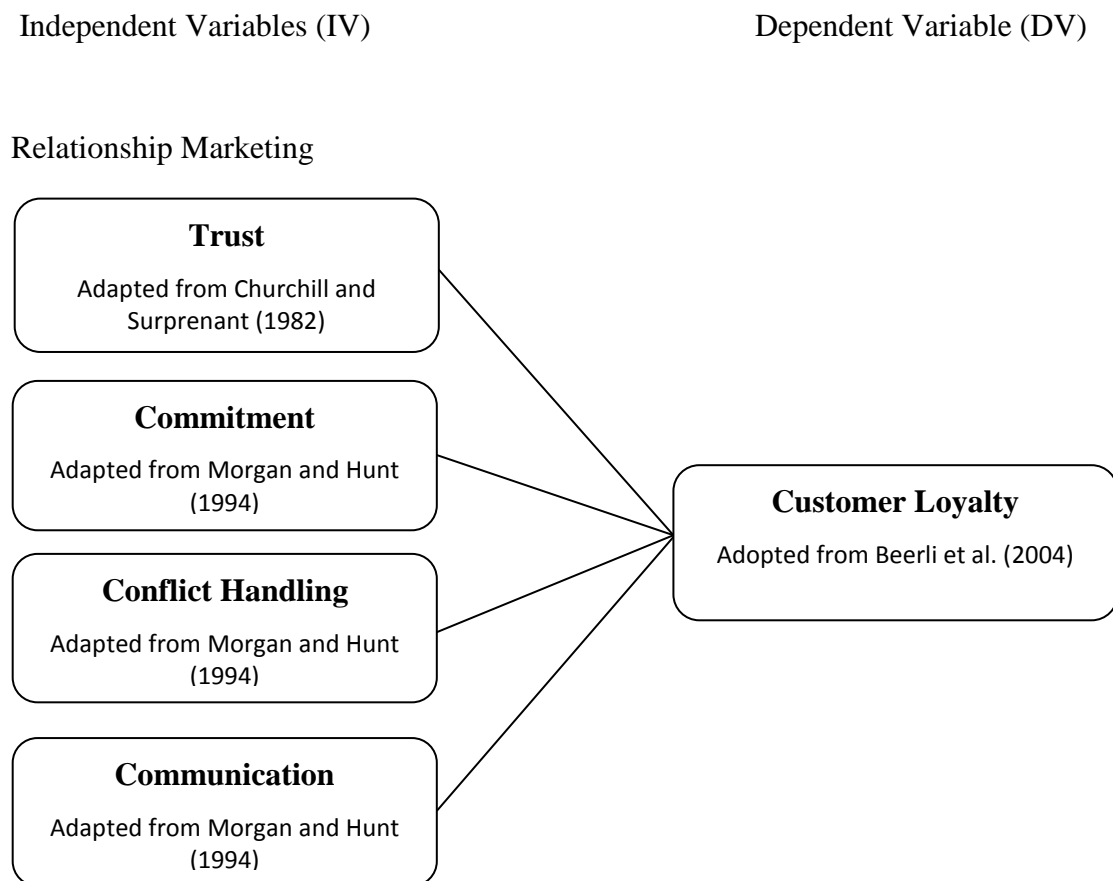 Independent Variables (IV)
Dependent Variable (DV)
Relationship Marketing
Trust
Adapted from Churchill and
Surprenant (1982)
Commitment
Adapted from Morgan and Hunt
(1994)
Conflict Handling
Adapted from Morgan and Hunt
(1994)
Communication
Adapted from Morgan and Hunt
(1994)
Customer Loyalty
Adopted from Beerli et al. (2004)